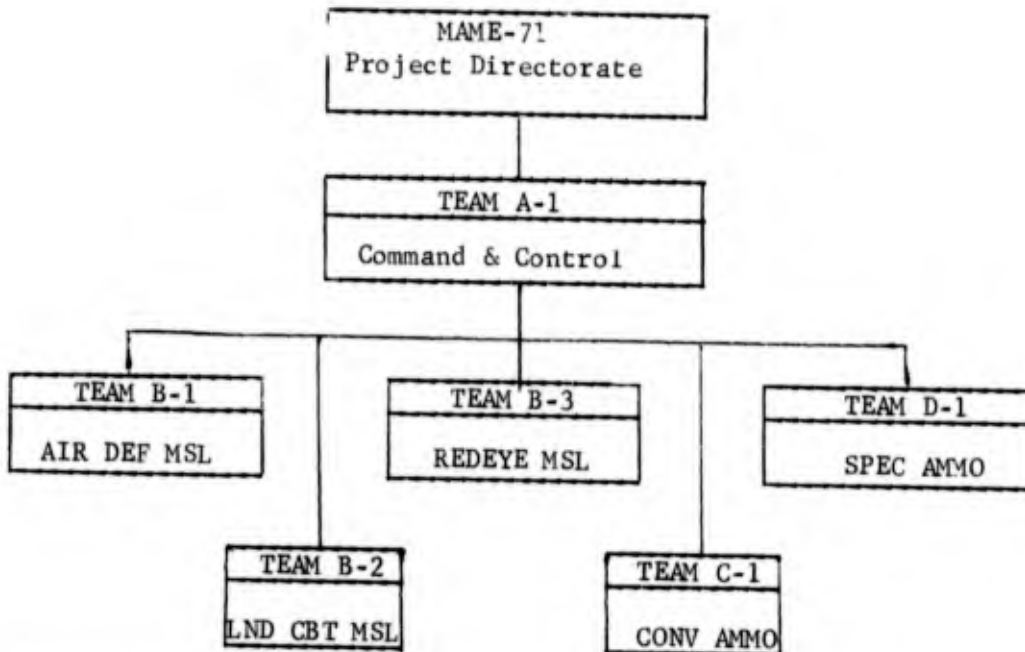 MAME-71
Project Directorate
TEAM A-1
Command & Control
TEAM B-1
AIR DEF MSL
TEAM B-3
REDEYE MSL
TEAM D-1
SPEC AMMO
TEAM B-2
LND CBT MSL
TEAM C-1
CONV AMMO